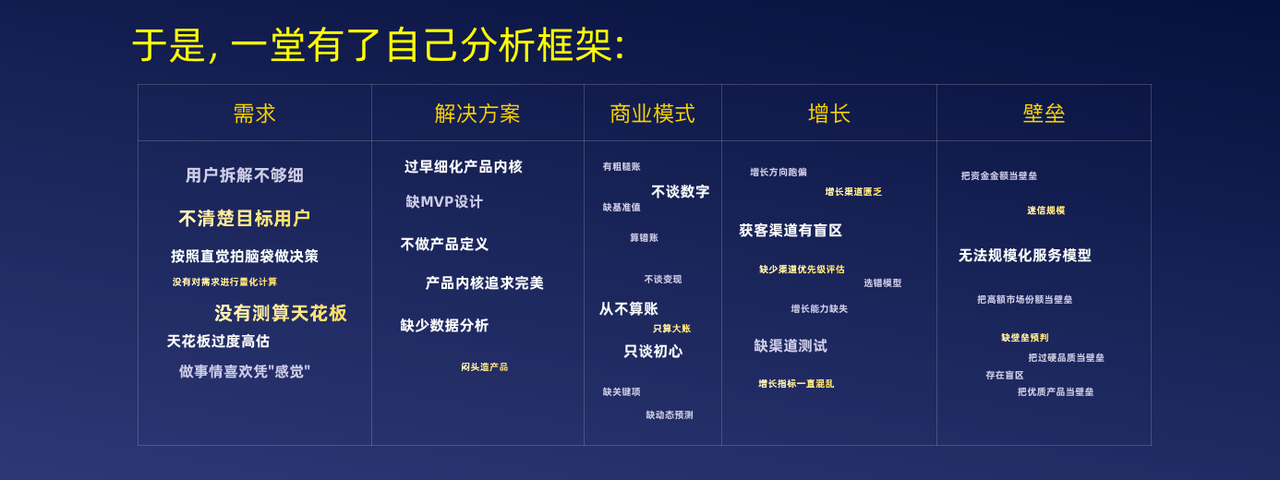 于是, 一堂有了自己分析框架:
需求
解决方案
商业模式
增长
壁垒
用户拆解不够细
不清楚目标用户
按照直觉拍脑袋做决策
没有对需求进行量化计算
没有测算天花板
天花板过度高估
做事情喜欢凭"感觉"
过早细化产品内核
缺MVP设计
不做产品定义
产品内核追求完美
缺少数据分析
闷头造产品
有粗糙账
不谈数字
缺基准值
算错账
不谈变现
从不算账
只算大账
只谈初心
缺关键项
缺动态预测
增长方向跑偏
增长渠道匮乏
获客渠道有盲区
缺少渠道优先级评估
选错模型
增长能力缺失
缺渠道测试
增长指标一直混乱
把资金金额当壁垒
迷信规模
无法规模化服务模型
把高额市场份额当壁垒
缺壁垒预判
把过硬品质当壁垒
存在盲区
把优质产品当壁垒